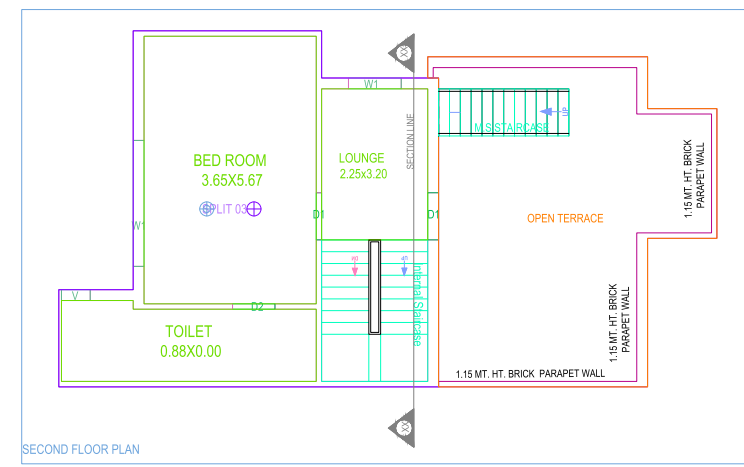 XX
W1
M.S STAIRCASE
UP
SECTION LINE
BED ROOM
3.65X5.67
LOUNGE
2.25x3.20
1.15 MT. HT. BRICK
PARAPET WALL
SPLIT 03
W1
D1
D1
OPEN TERRACE
UP
Internal Staircase
V
D2
TOILET
0.88X0.00
1.15 MT. HT. BRICK
PARAPET WALL
1.15 MT. HT. BRICK PARAPET WALL
XX
SECOND FLOOR PLAN